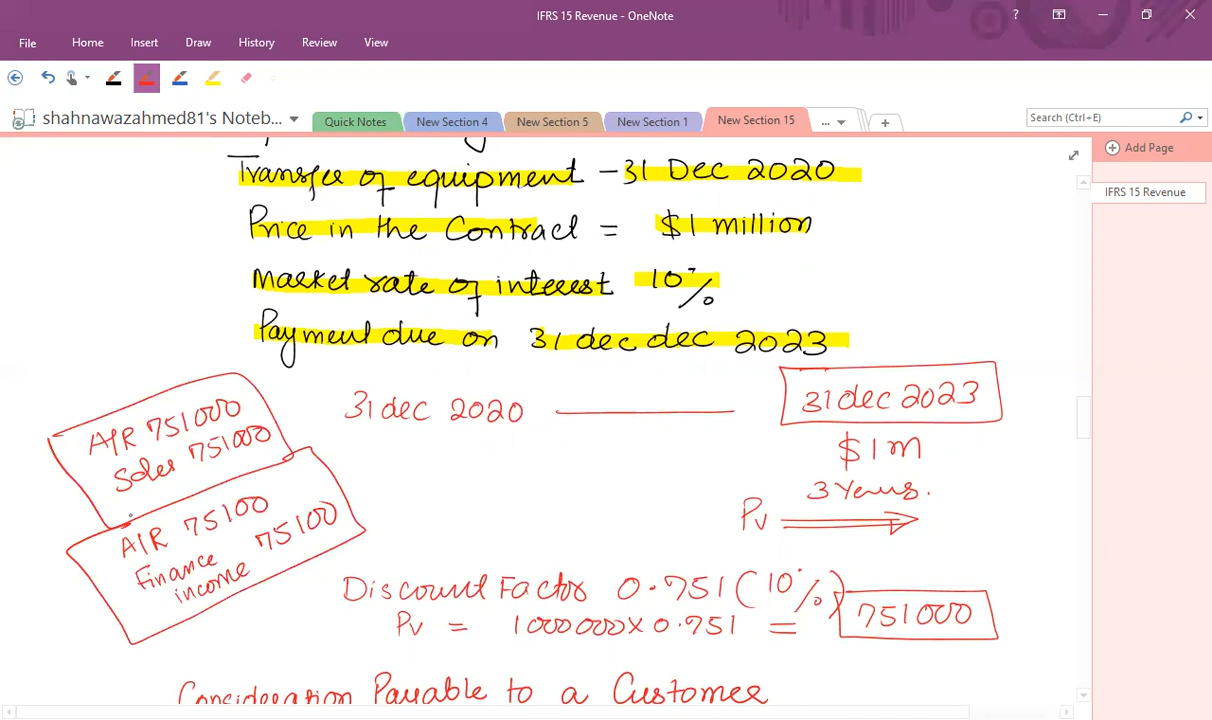 IFRS 15 Revenue - OneNote
?
File Home Insert Draw History Review View
shahnawazahmed81's Noteb... Quick Notes New Section 4 New Section 5 New Section 1 New Section 15 ... Search (Ctrl+E)
Add Page
IFRS 15 Revenue
Transfer of equipment - 31 Dec 2020
Price in the Contract = $1 million
Market rate of interest 10%
Payment due on 31 dec dec 2023
31 dec 2020
31 dec 2023
$1m
3 Years.
Pv
A/R 751000
Sales 751000
A/R 75100
Finance income 75100
Discount Factor 0.751 (10%)
Pv = 1000000 x 0.751 = 751000
Consideration Payable to a Customer